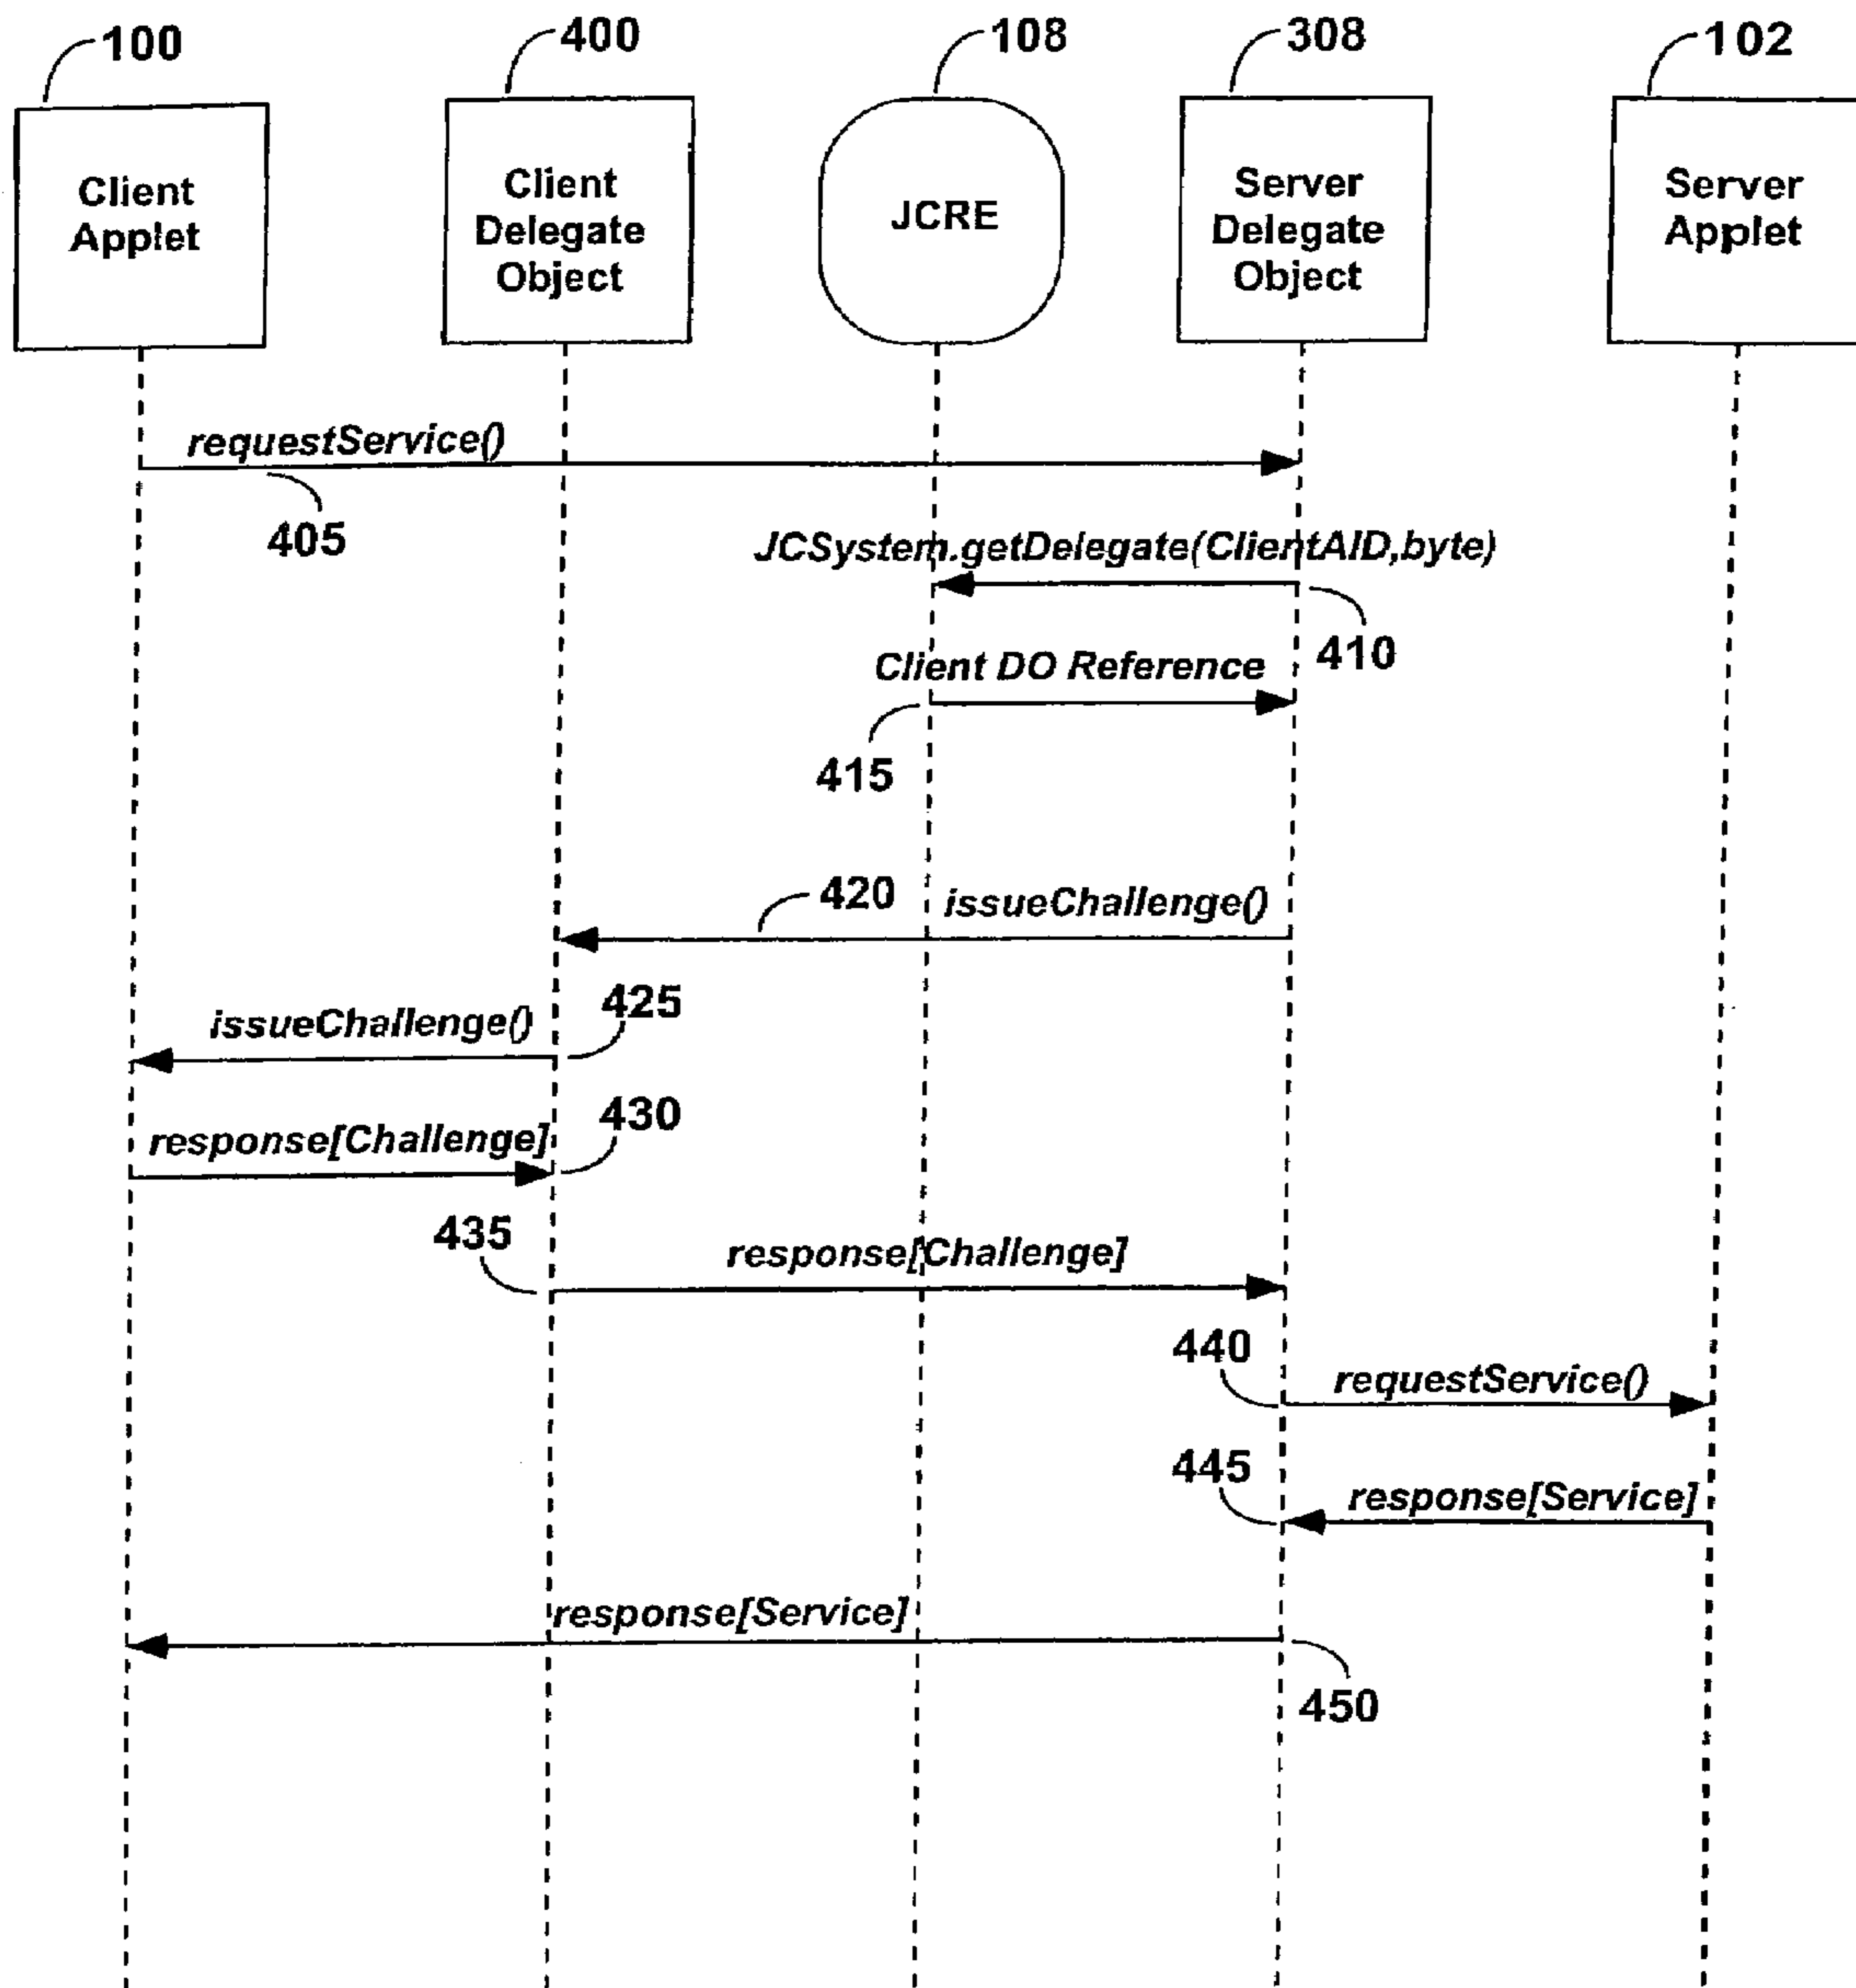 100
400
108
308
102
Client
Applet
Client
Delegate
Object
JCRE
Server
Delegate
Object
Server
Applet
requestService()
405
JCSystem.getDelegate(ClientAID,byte)
410
Client DO Reference
415
420
issueChallenge()
425
issueChallenge()
430
response[Challenge]
435
response[Challenge]
440
requestService()
445
response[Service]
response[Service]
450